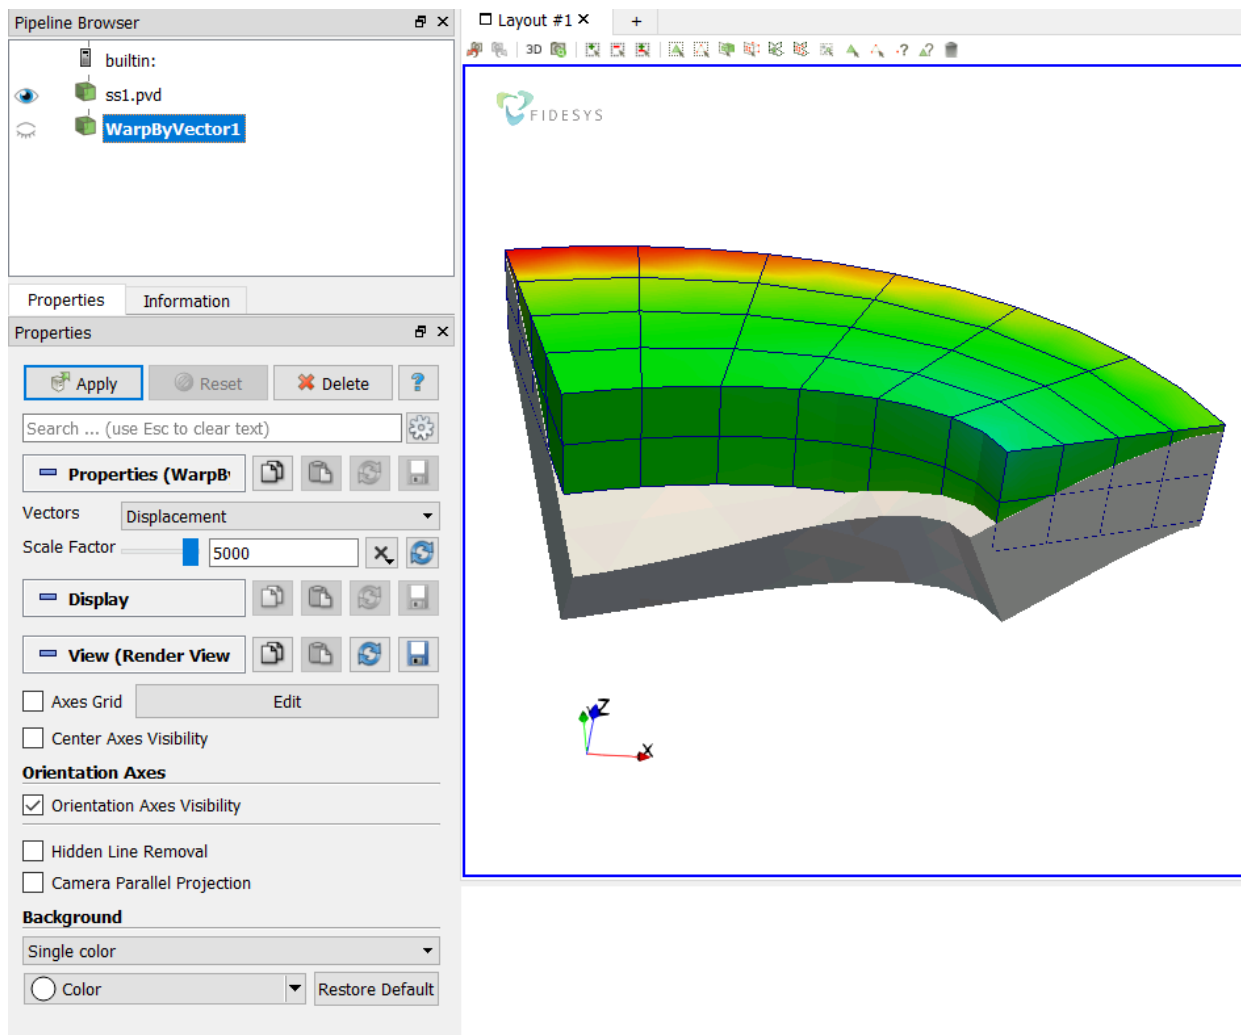 Pipeline Browser
builtin:
ss1.pvd
WarpByVector1
Properties
Information
Properties
Apply
Reset
Delete
?
Search ... (use Esc to clear text)
Properties (WarpBy
Vectors
Displacement
Scale Factor
5000
Display
View (Render View
Axes Grid
Edit
Center Axes Visibility
Orientation Axes
Orientation Axes Visibility
Hidden Line Removal
Camera Parallel Projection
Background
Single color
Color
Restore Default
Layout #1
+
3D
FIDESYS
Z
X